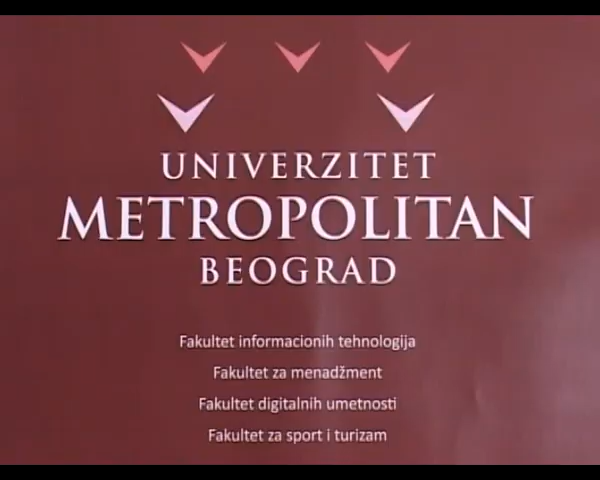 UNIVERZITET
METROPOLITAN
BEOGRAD
Fakultet informacionih tehnologija
Fakultet za menadžment
Fakultet digitalnih umetnosti
Fakultet za sport i turizam